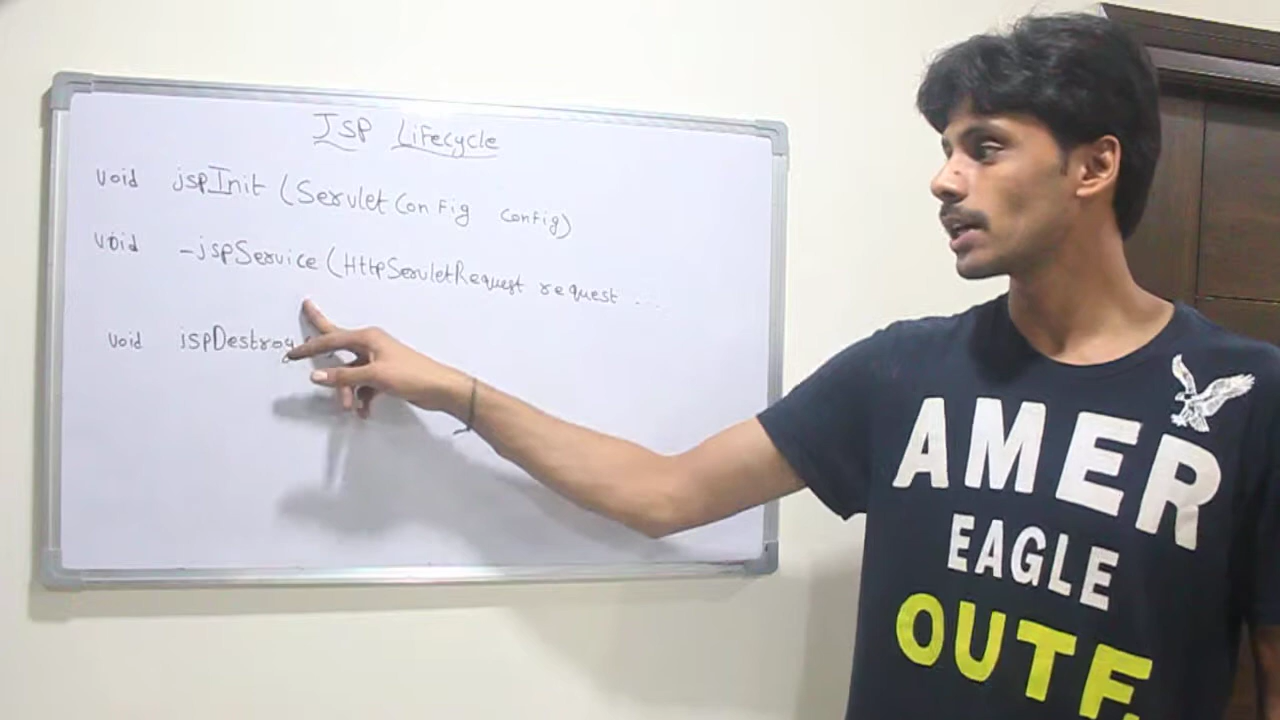 JSP Lifecycle
void jspInit (ServletConfig config)
void _jspService (HttpServletRequest request ...
void jspDestroy
AMER
EAGLE
OUTF